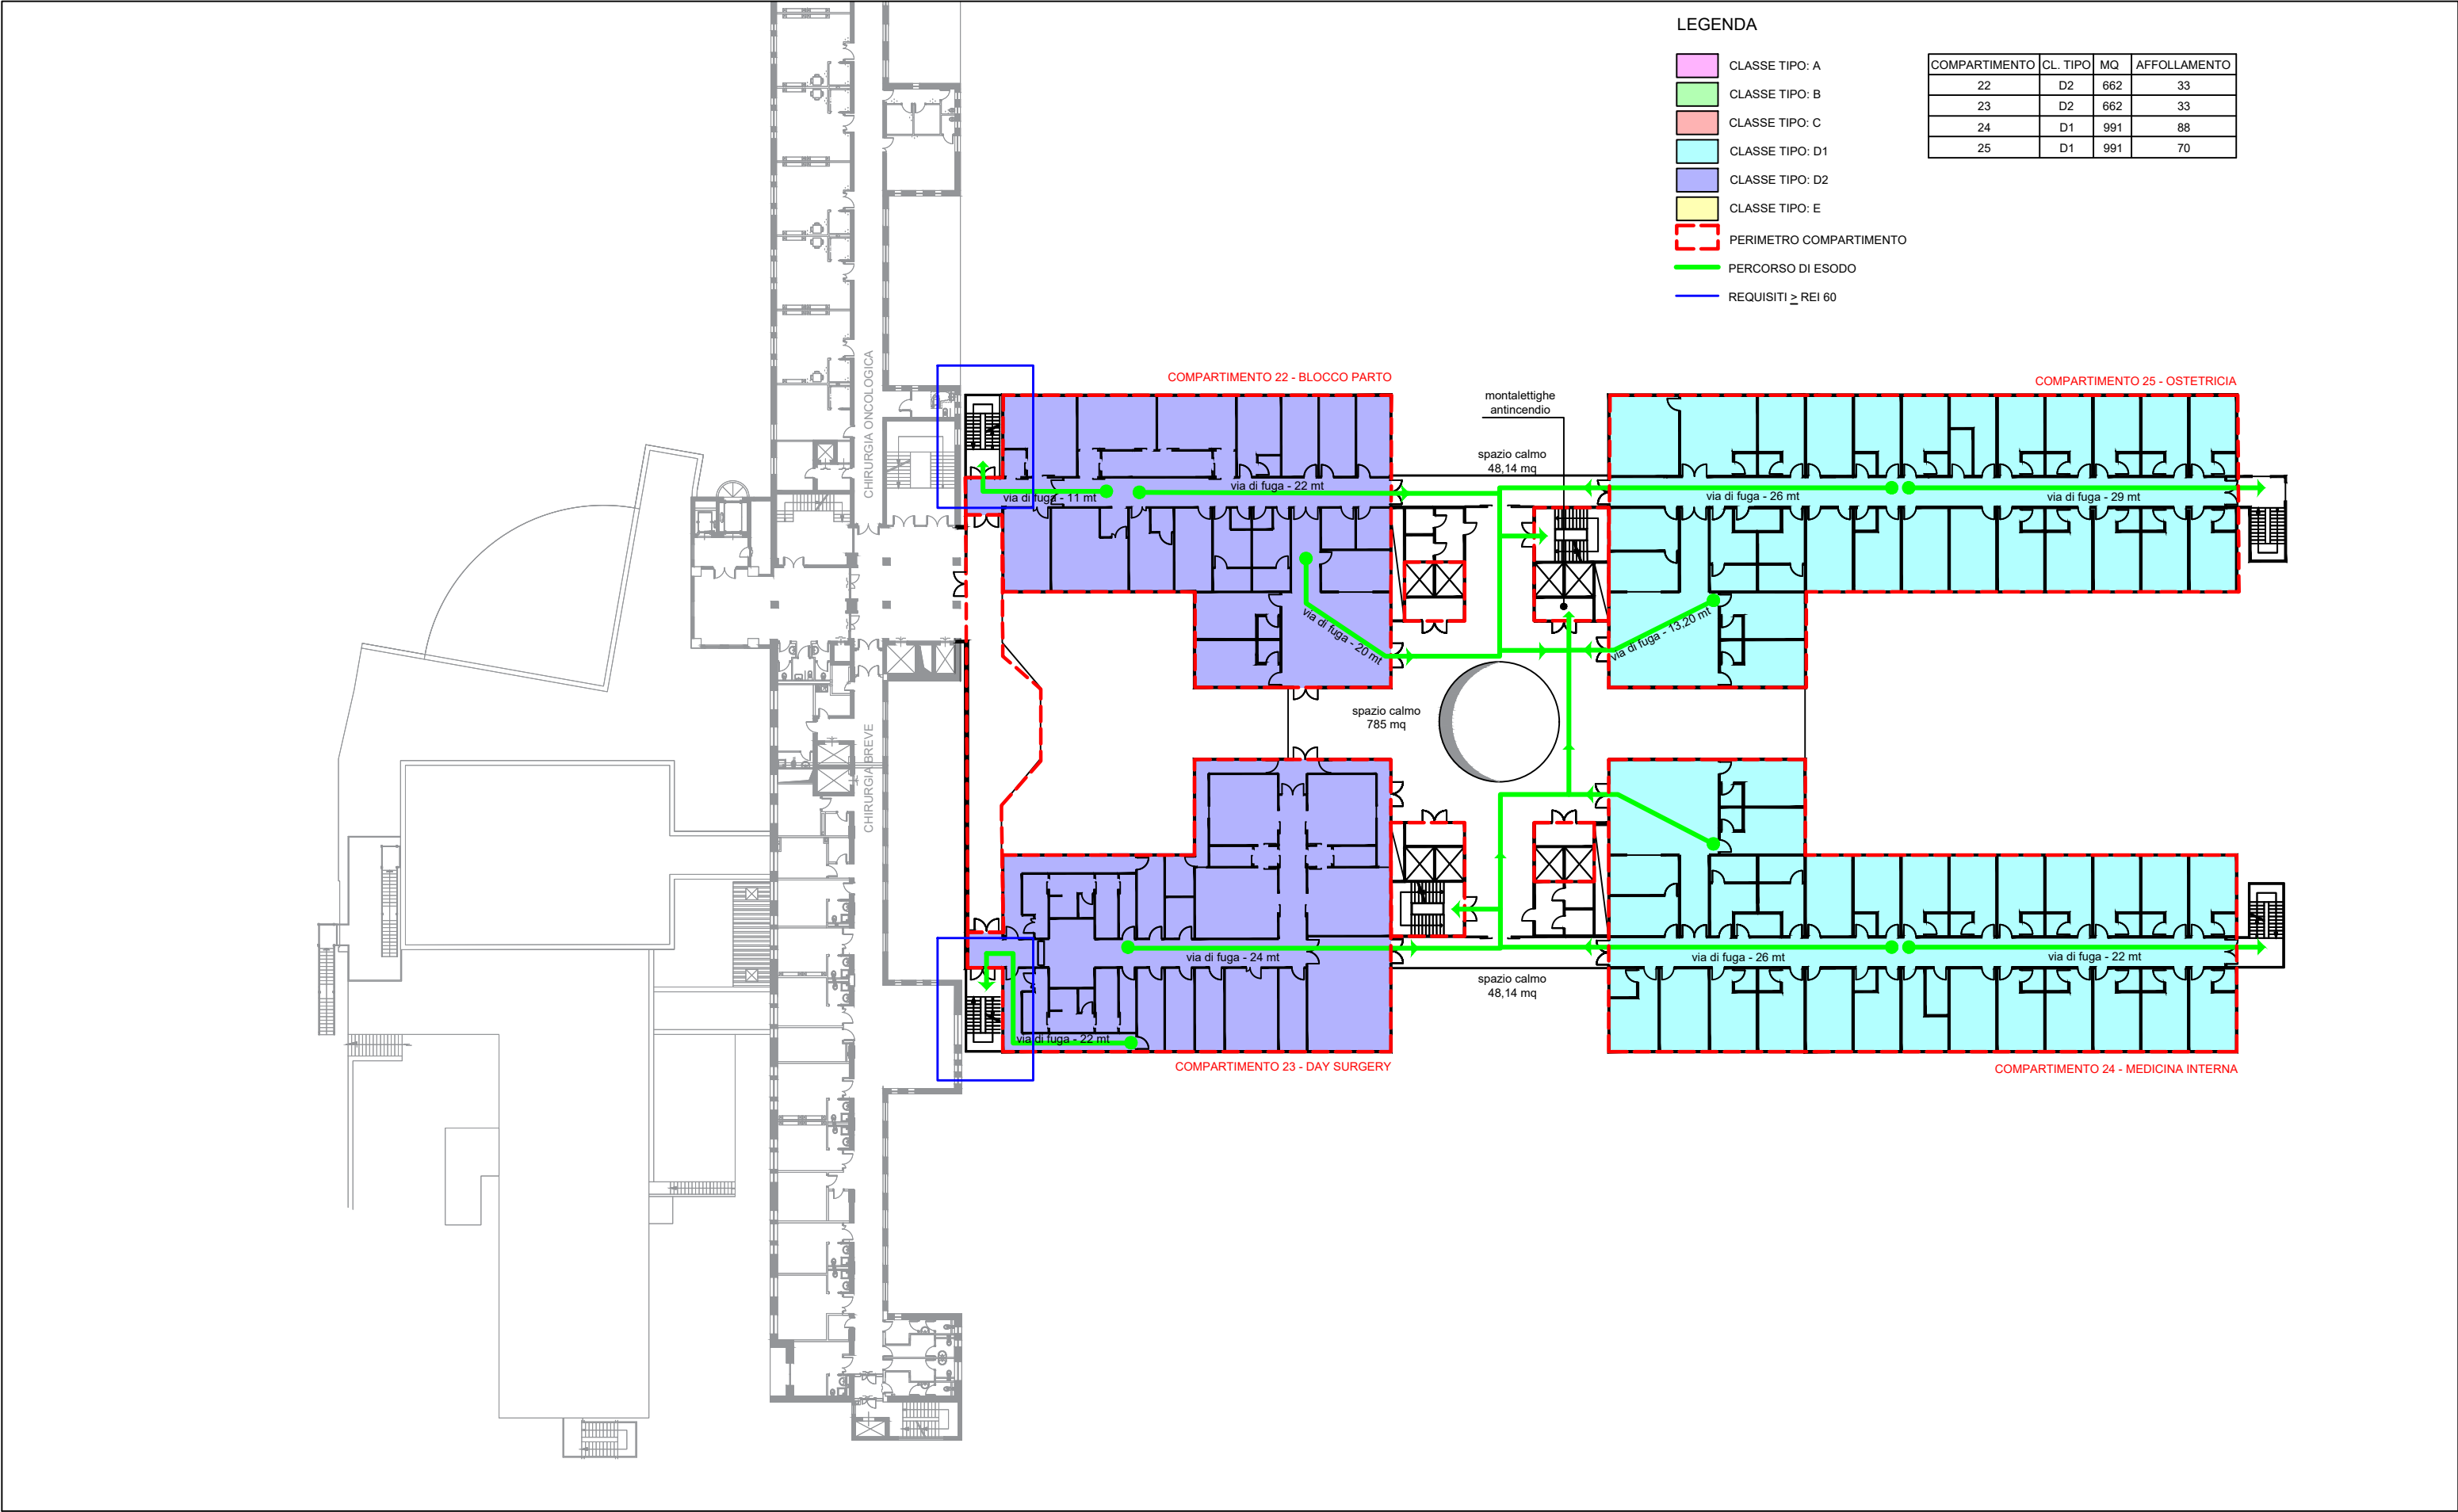 LEGENDA
CLASSE TIPO: A
CLASSE TIPO: B
CLASSE TIPO: C
CLASSE TIPO: D1
CLASSE TIPO: D2
CLASSE TIPO: E
PERIMETRO COMPARTIMENTO
PERCORSO DI ESODO
REQUISITI ≥ REI 60
COMPARTIMENTO CL. TIPO MQ AFFOLLAMENTO
22 D2 662 33
23 D2 662 33
24 D1 991 88
25 D1 991 70
CHIRURGIA ONCOLOGICA
CHIRURGIA BREVE
COMPARTIMENTO 22 - BLOCCO PARTO
COMPARTIMENTO 25 - OSTETRICIA
montalettighe
antincendio
spazio calmo
48,14 mq
via di fuga - 11 mt
via di fuga - 22 mt
via di fuga - 26 mt
via di fuga - 29 mt
via di fuga - 20 mt
via di fuga - 13,20 mt
spazio calmo
785 mq
via di fuga - 24 mt
via di fuga - 26 mt
via di fuga - 22 mt
spazio calmo
48,14 mq
via di fuga - 22 mt
COMPARTIMENTO 23 - DAY SURGERY
COMPARTIMENTO 24 - MEDICINA INTERNA